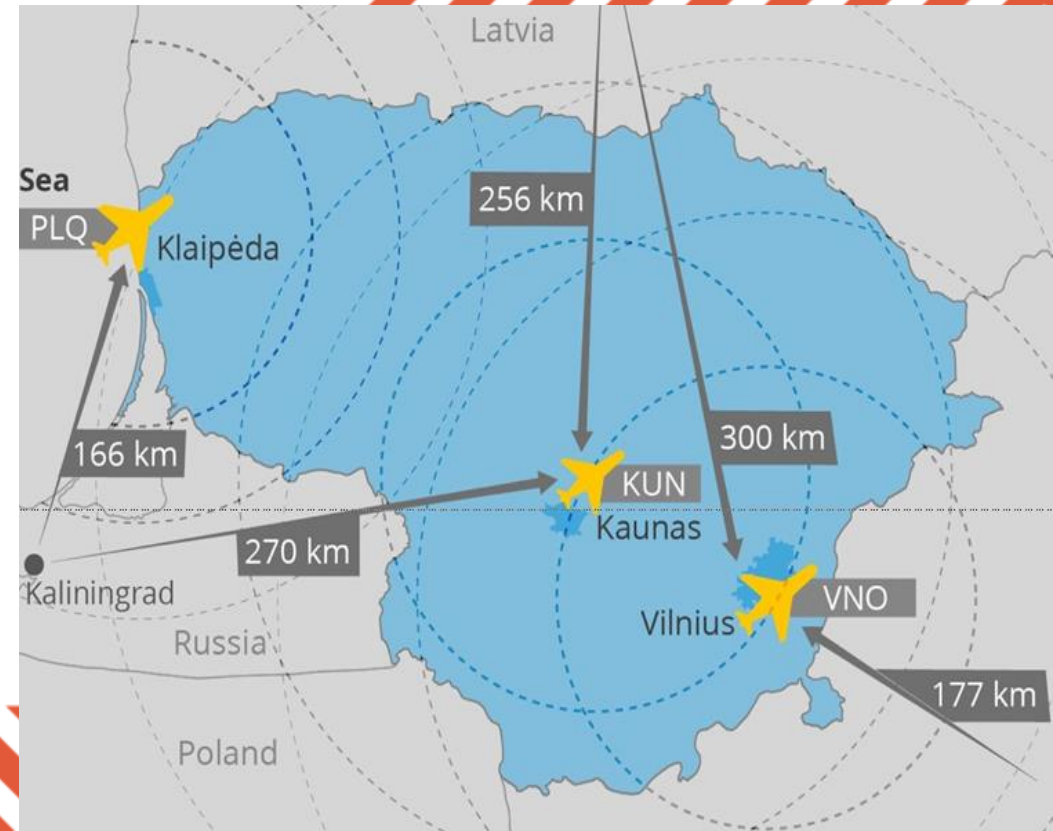 Latvia
Sea
PLQ
Klaipėda
256 km
166 km
300 km
KUN
Kaunas
270 km
Kaliningrad
VNO
Vilnius
Russia
177 km
Poland